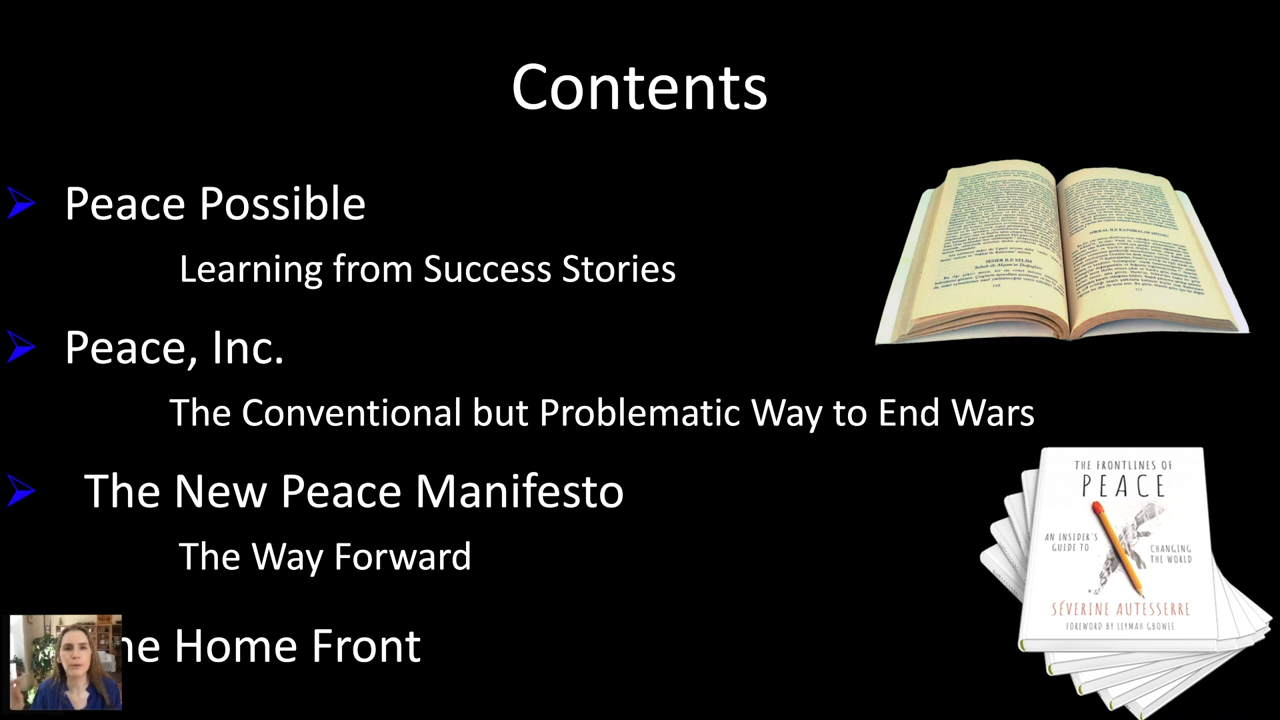 Contents
Peace Possible
Learning from Success Stories
Peace, Inc.
The Conventional but Problematic Way to End Wars
The New Peace Manifesto
The Way Forward
Home Front
THE FRONTLINES OF
PEACE
AN INSIDER'S
GUIDE TO
CHANGING
THE WORLD
SÉVERINE AUTESSERRE
FOREWORD BY LEYMAH GBOWEE